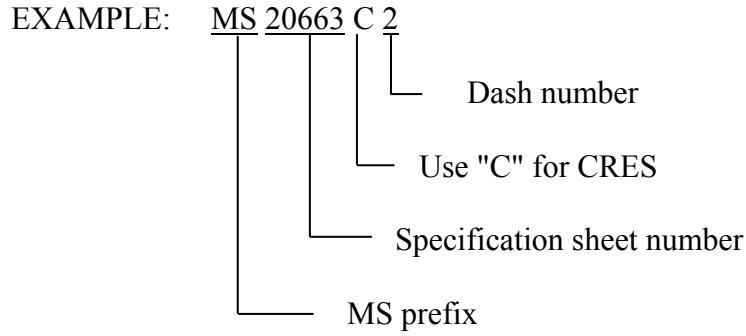 EXAMPLE: MS 20663 C 2
Dash number
Use "C" for CRES
Specification sheet number
MS prefix